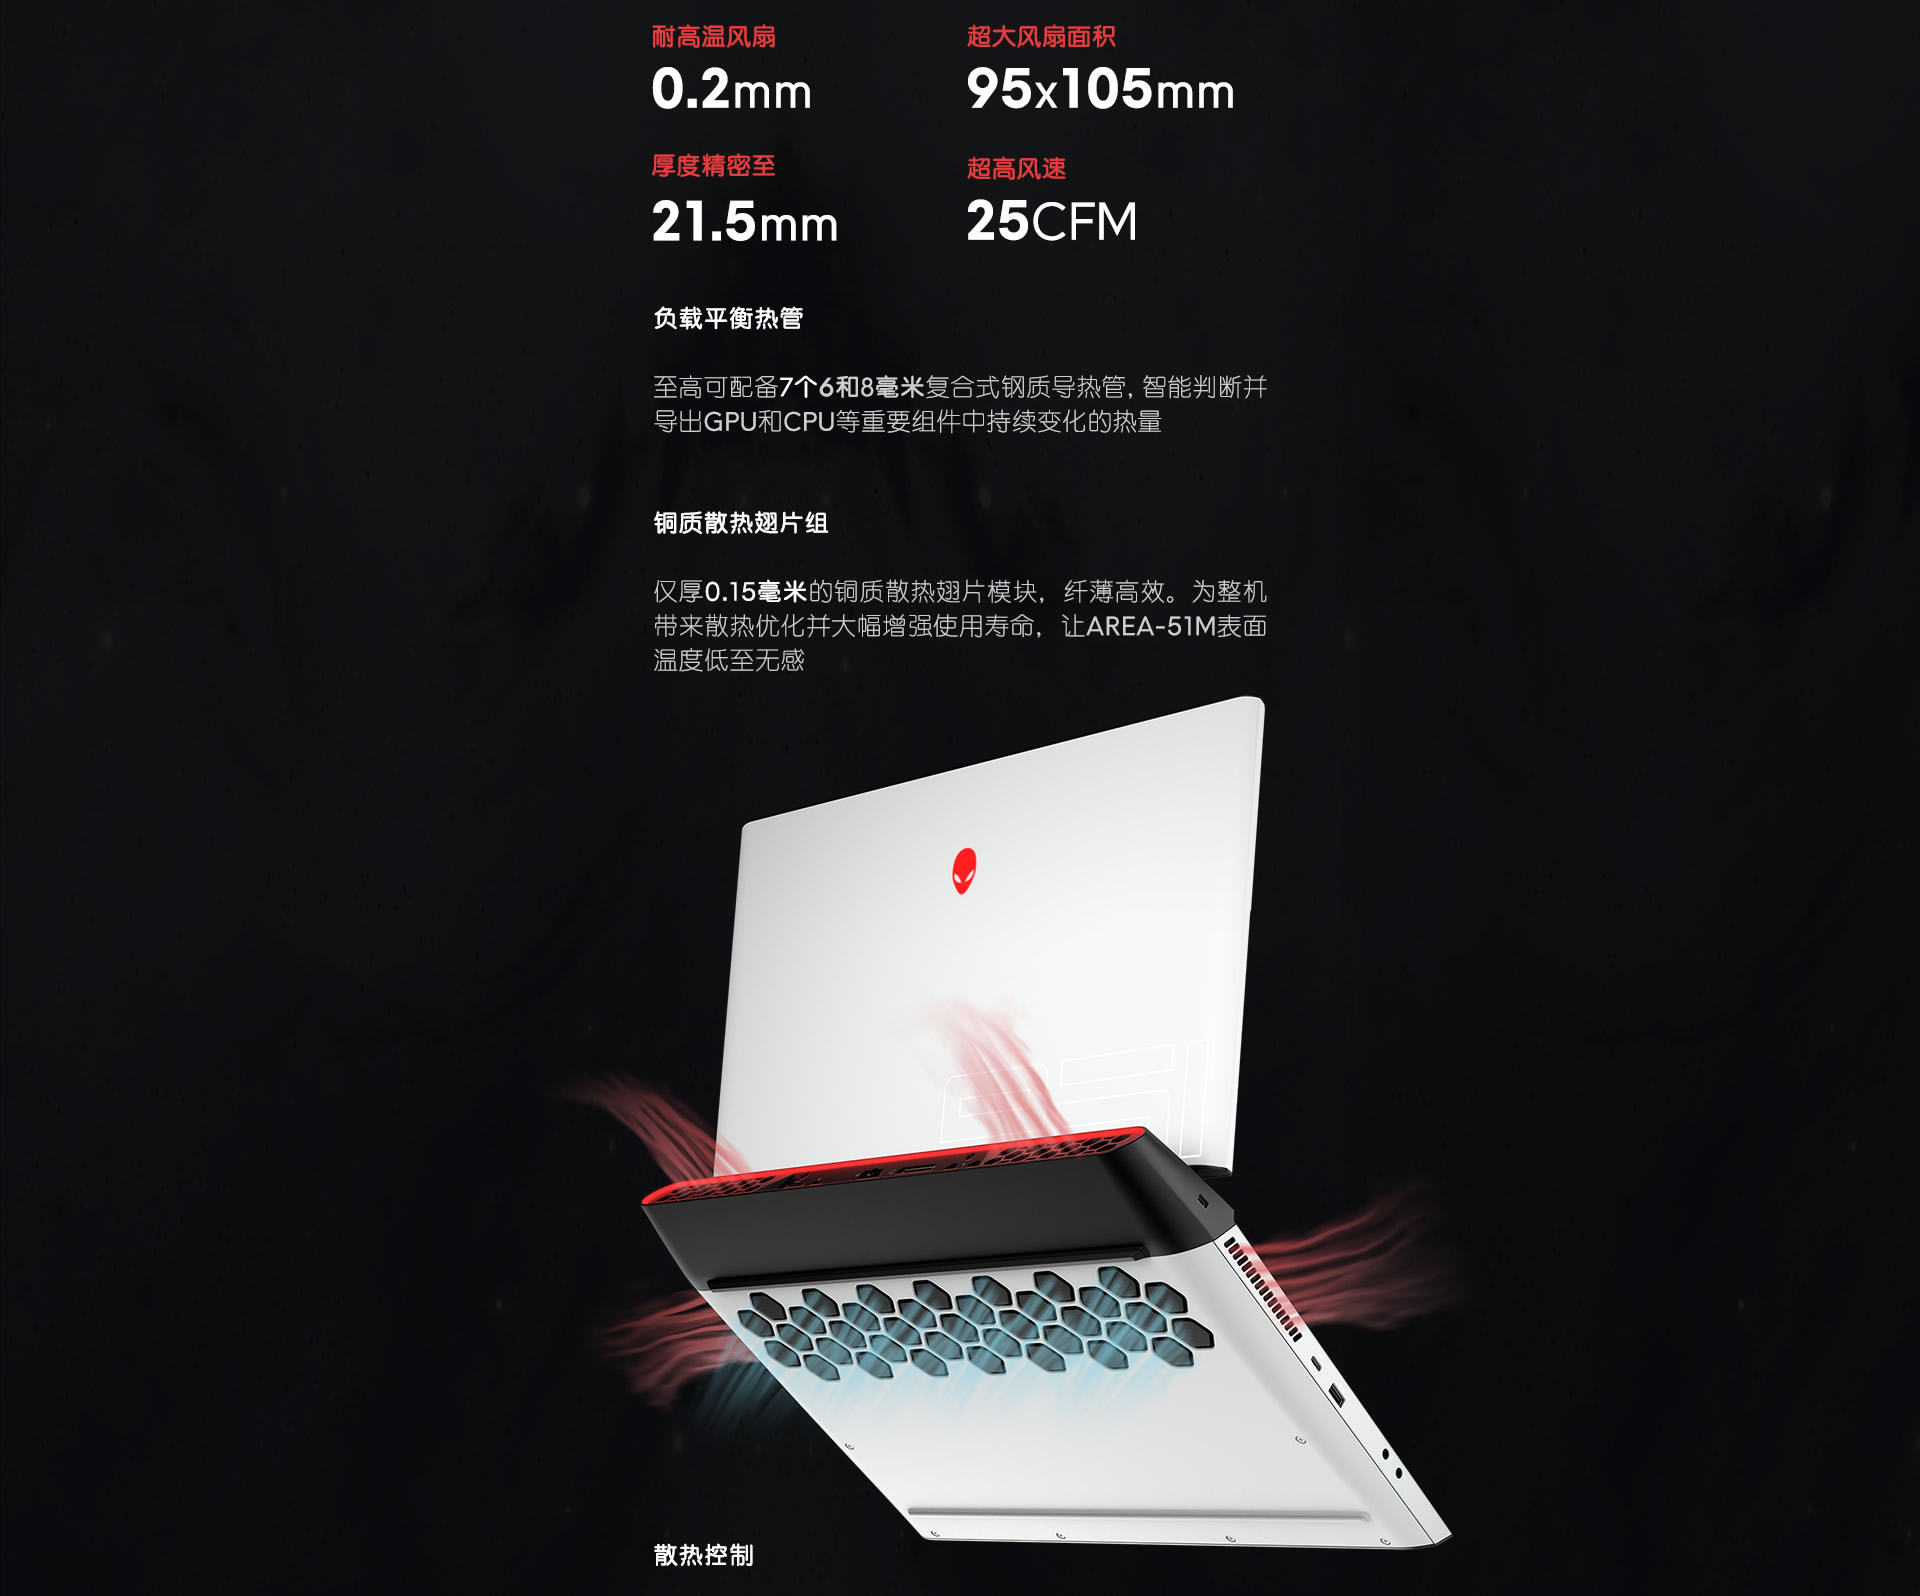 耐高温风扇
0.2mm
超大风扇面积
95x105mm
厚度精密至
21.5mm
超高风速
25CFM
负载平衡热管
至高可配备7个6和8毫米复合式钢质导热管, 智能判断并
导出GPU和CPU等重要组件中持续变化的热量
铜质散热翅片组
仅厚0.15毫米的铜质散热翅片模块，纤薄高效。为整机
带来散热优化并大幅增强使用寿命，让AREA-51M表面
温度低至无感
51
散热控制